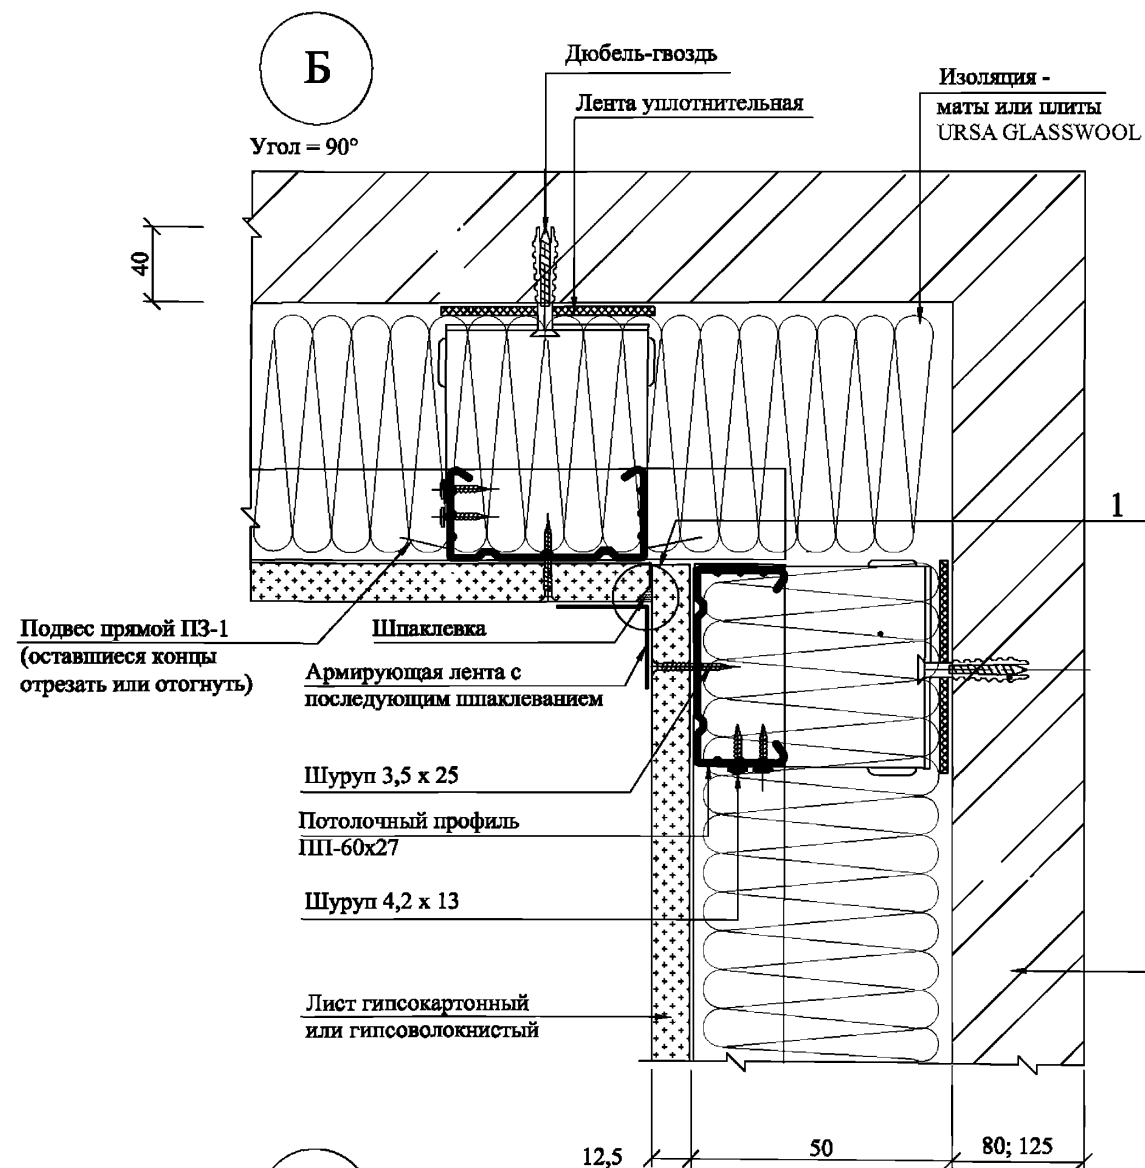 Б
Угол = 90°
Дюбель-гвоздь
Лента уплотнительная
Изоляция -
маты или плиты
URSA GLASSWOOL
40
1
Подвес прямой ПЗ-1
(оставшиеся концы
отрезать или отогнуть)
Шпаклевка
Армирующая лента с
последующим шпаклеванием
Шуруп 3,5 х 25
Потолочный профиль
ПП-60х27
Шуруп 4,2 х 13
Лист гипсокартонный
или гипсоволокнистый
12,5
50
80; 125